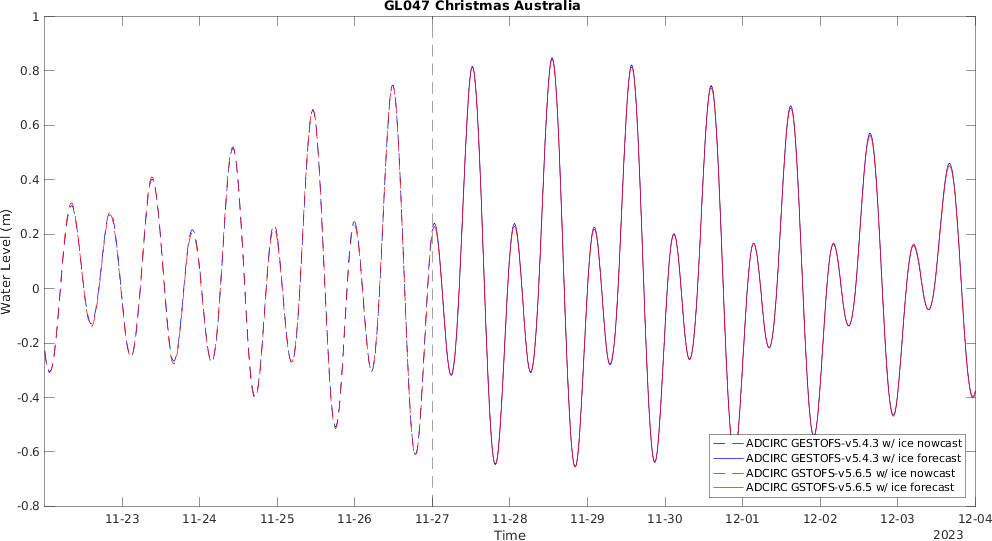 GL047 Christmas Australia
1
0.8
0.6
0.4
0.2
0
-0.2
-0.4
-0.6
-0.8
Water Level (m)
ADCIRC GESTOFS-v5.4.3 w/ ice nowcast
ADCIRC GESTOFS-v5.4.3 w/ ice forecast
ADCIRC GSTOFS-v5.6.5 w/ ice nowcast
ADCIRC GSTOFS-v5.6.5 w/ ice forecast
11-23 11-24 11-25 11-26 11-27 11-28 11-29 11-30 12-01 12-02 12-03 12-04
Time 2023